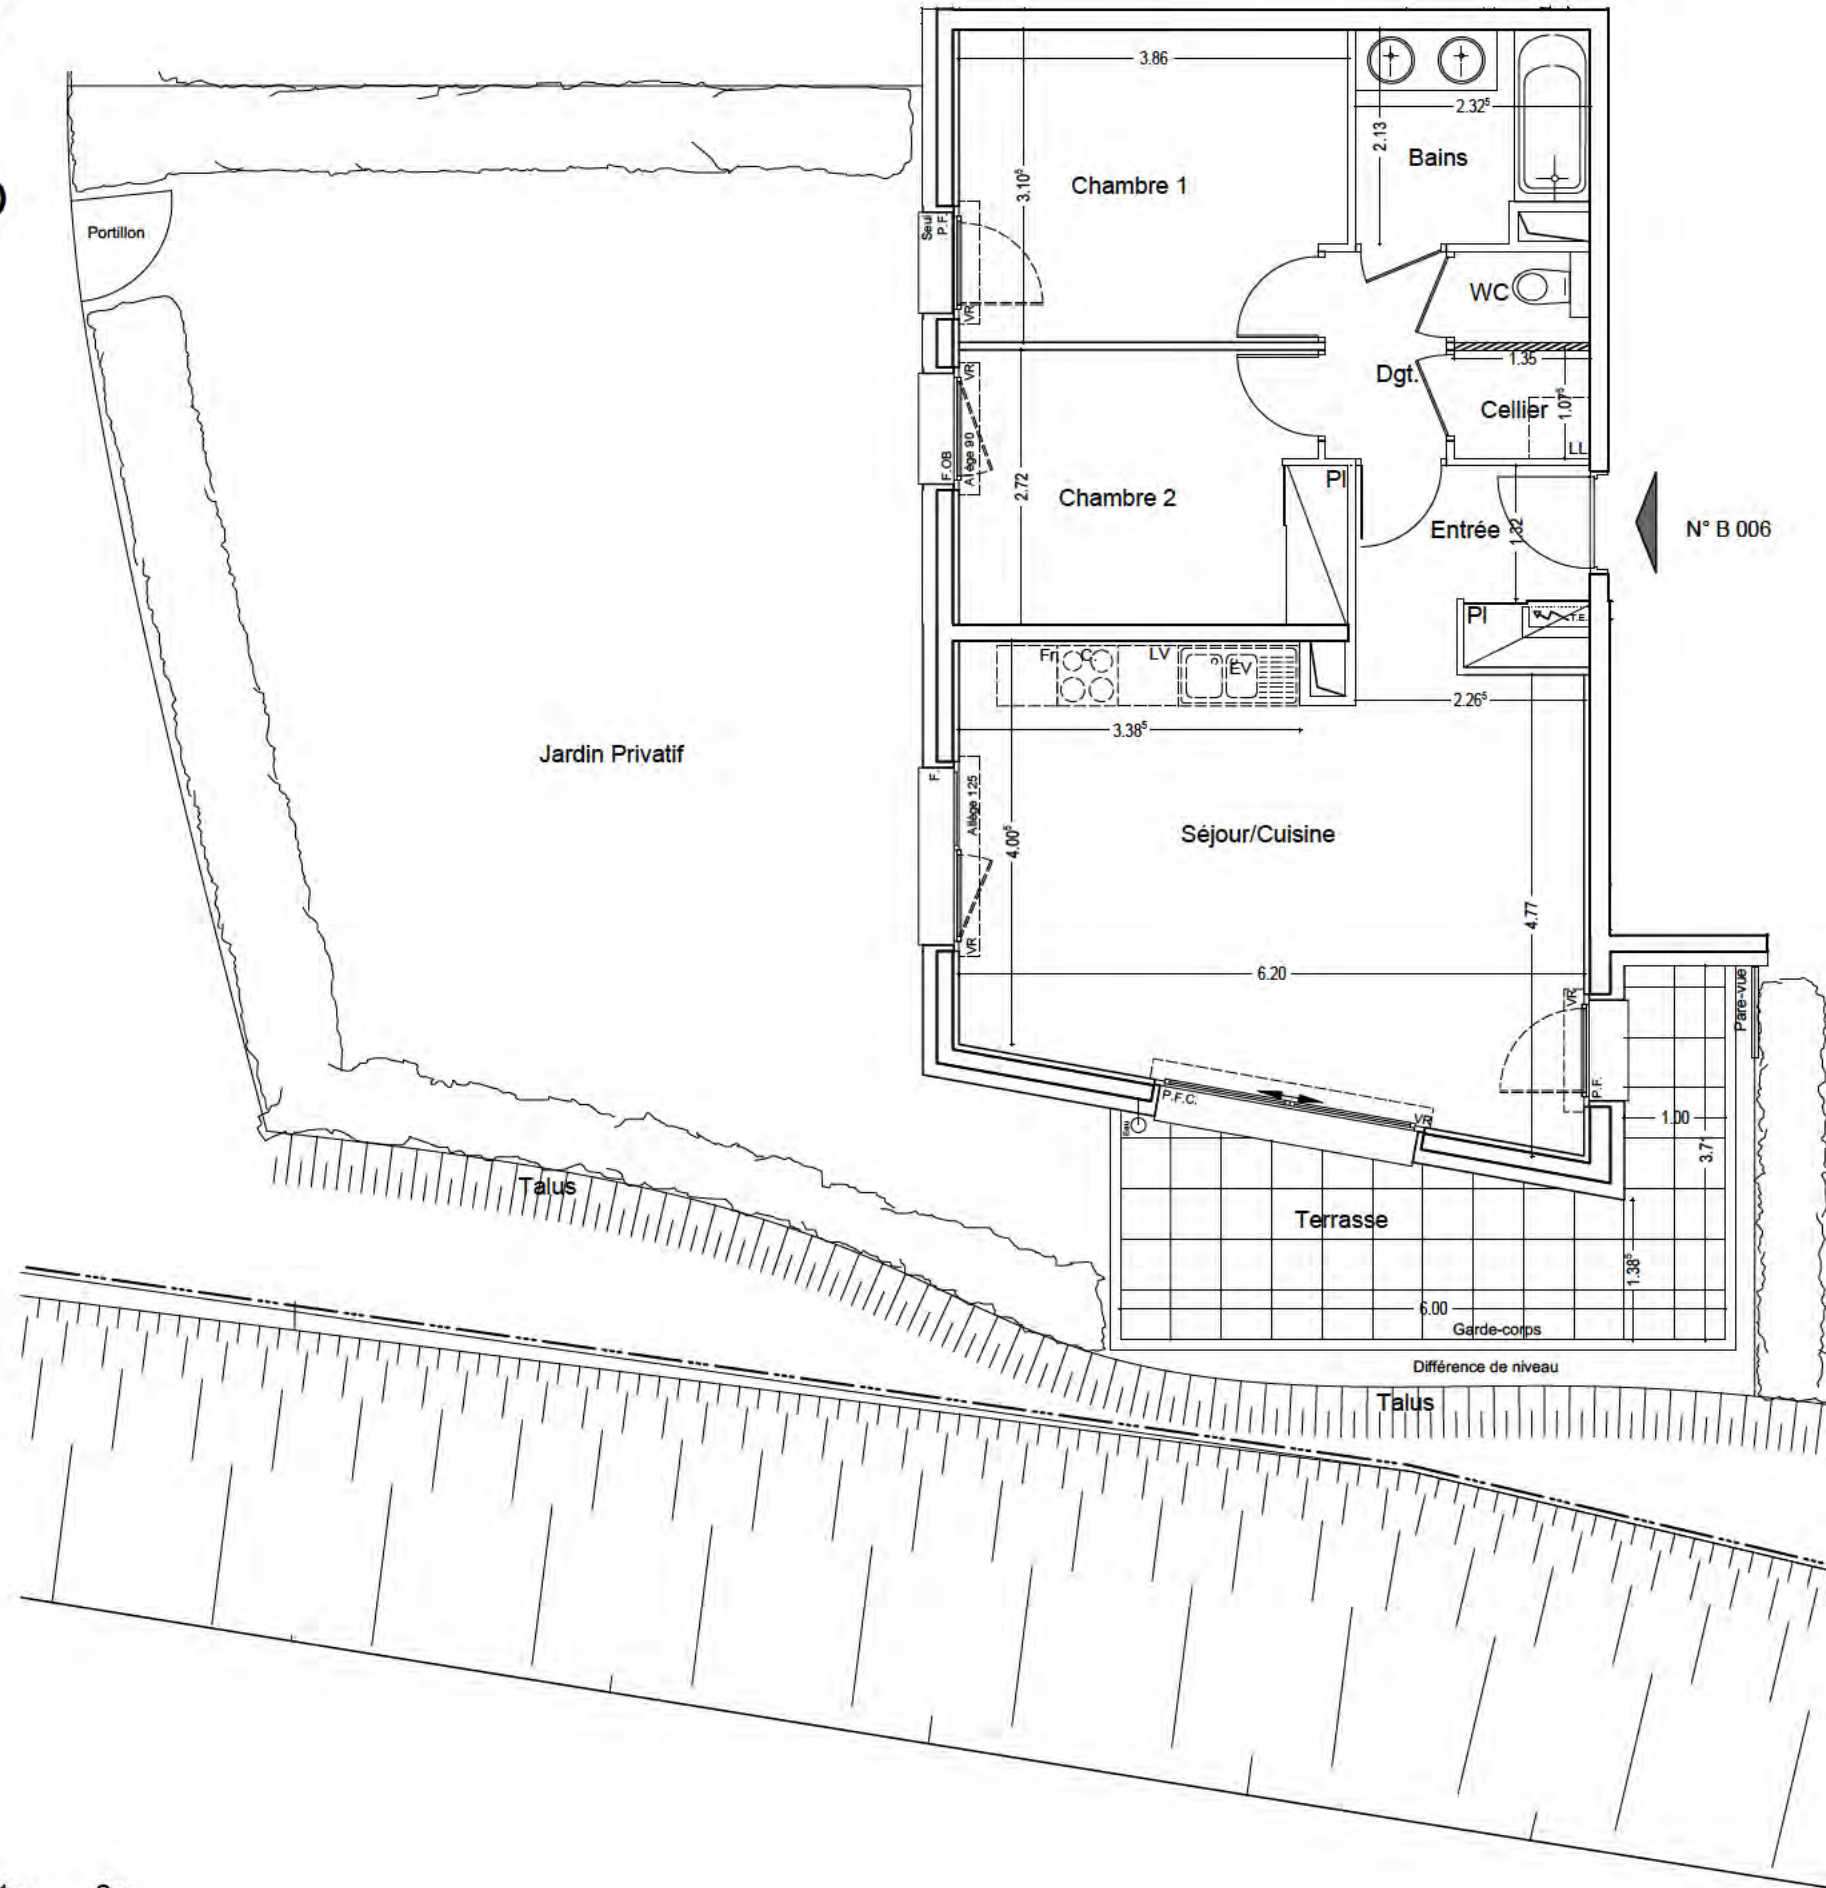 3.86
2.32⁵
2.13
Bains
Chambre 1
3.10⁵
Portillon
Seuil
P.F.
VR
WC
1.35
Dgt.
Cellier
1.07⁵
LL
VR
Allège 90
F.OB
2.72
Chambre 2
Pl
Entrée
1.32
N° B 006
Pl
T.E.
Fr
C
LV
EV
2.26⁵
3.38⁵
Jardin Privatif
F.
Allège 125
VR
4.00⁵
Séjour/Cuisine
4.77
6.20
VR
P.F.
Pare-vue
P.F.C.
VR
Eau
1.00
3.71
Talus
Terrasse
1.38⁵
6.00
Garde-corps
Différence de niveau
Talus